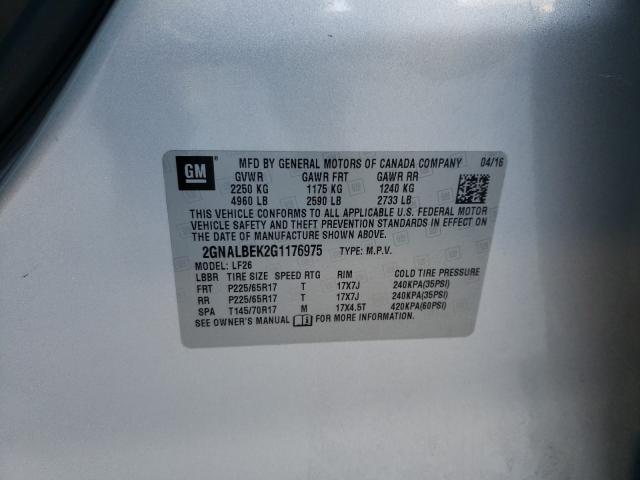 GM ® MFD BY GENERAL MOTORS OF CANADA COMPANY 04/16
GVWR GAWR FRT GAWR RR
2250 KG 1175 KG 1240 KG
4960 LB 2590 LB 2733 LB
THIS VEHICLE CONFORMS TO ALL APPLICABLE U.S. FEDERAL MOTOR
VEHICLE SAFETY AND THEFT PREVENTION STANDARDS IN EFFECT ON
THE DATE OF MANUFACTURE SHOWN ABOVE.
2GNALBEK2G1176975 TYPE: M.P.V.
MODEL: LF26
LBBR TIRE SIZE SPEED RTG RIM COLD TIRE PRESSURE
FRT P225/65R17 T 17X7J 240KPA(35PSI)
RR P225/65R17 T 17X7J 240KPA(35PSI)
SPA T145/70R17 M 17X4.5T 420KPA(60PSI)
SEE OWNER'S MANUAL FOR MORE INFORMATION.